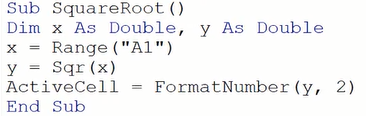 Sub SquareRoot()
Dim x As Double, y As Double
x = Range("A1")
y = Sqr(x)
ActiveCell = FormatNumber(y, 2)
End Sub